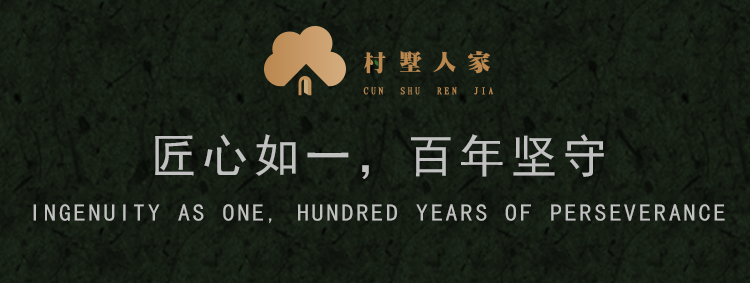 村墅人家
CUN SHU REN JIA
匠心如一，百年坚守
INGENUITY AS ONE, HUNDRED YEARS OF PERSEVERANCE